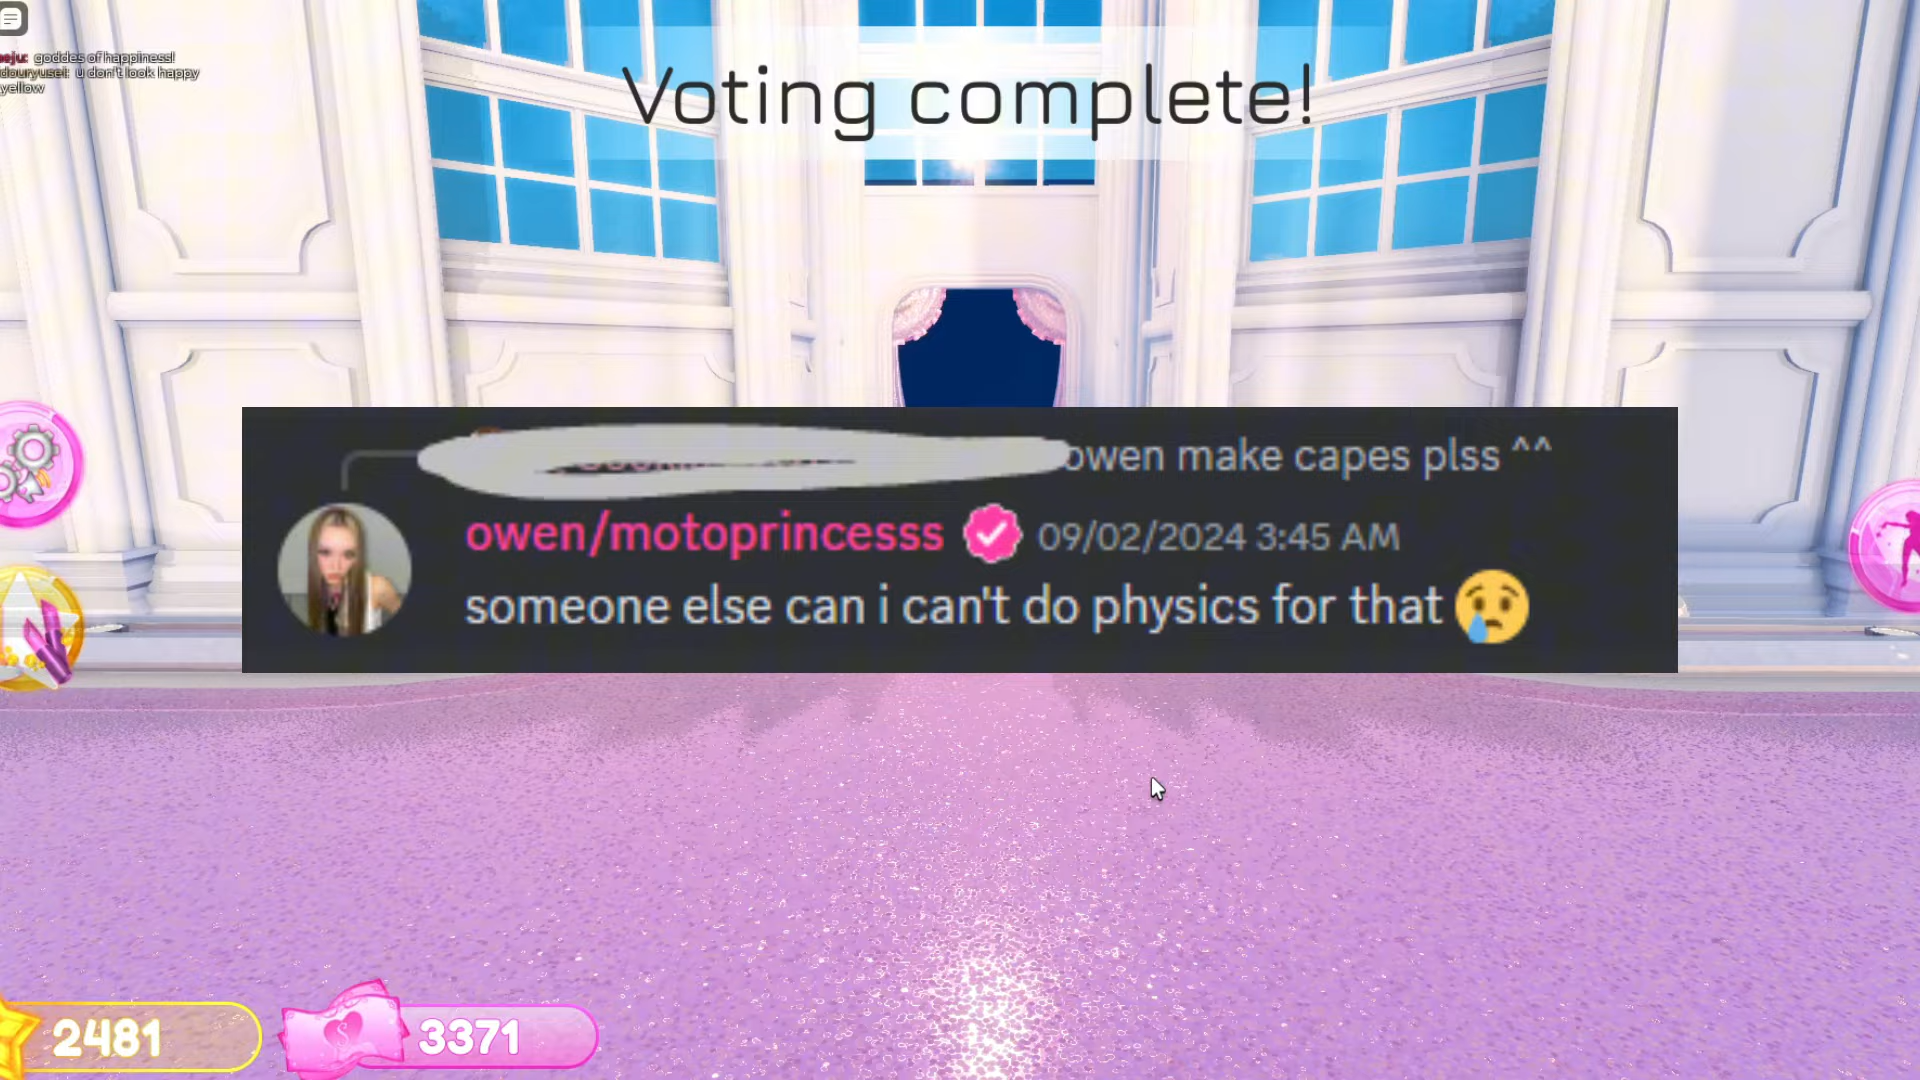 goddes of happiness!
douryusei: u don't look happy
yellow
Voting complete!
owen make capes plss ^^
owen/motoprincesss 09/02/2024 3:45 AM
someone else can i can't do physics for that
2481
3371